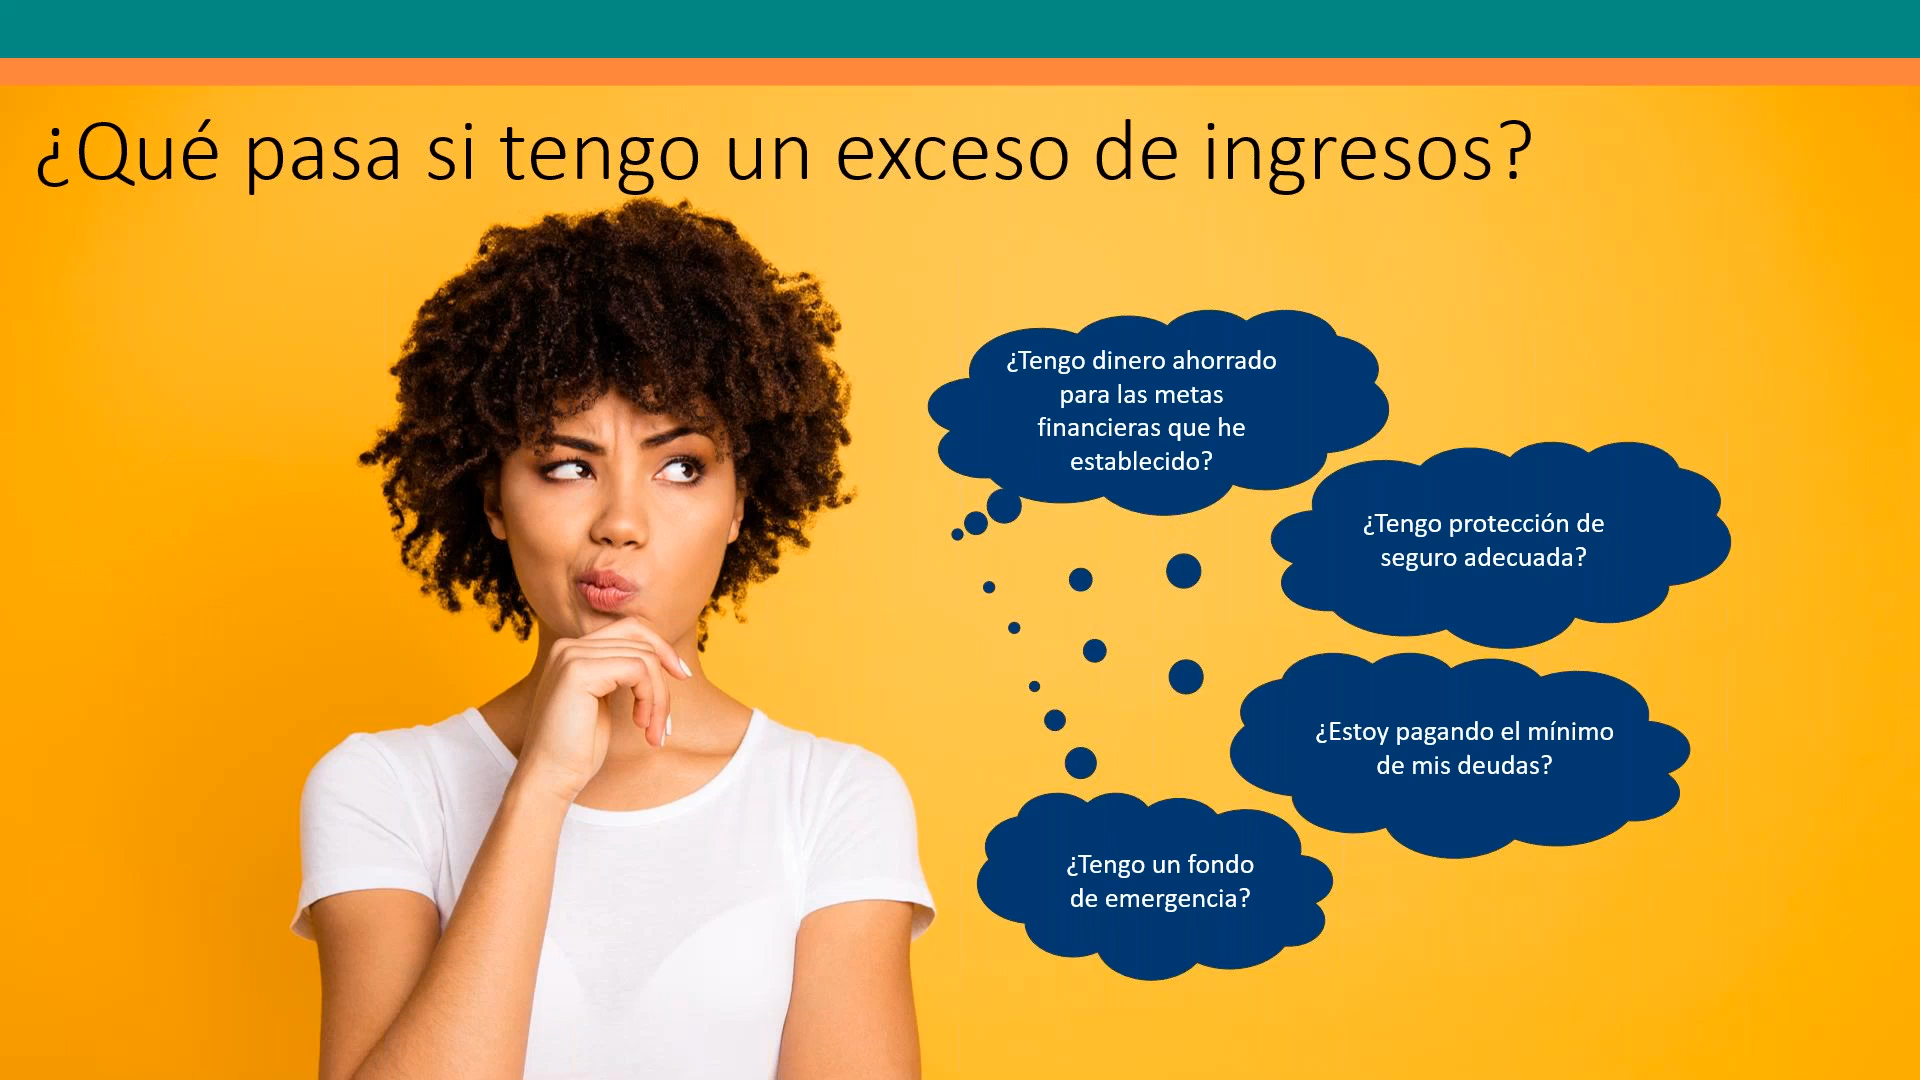 ¿Qué pasa si tengo un exceso de ingresos?
¿Tengo dinero ahorrado
para las metas
financieras que he
establecido?
¿Tengo protección de
seguro adecuada?
¿Estoy pagando el mínimo
de mis deudas?
¿Tengo un fondo
de emergencia?